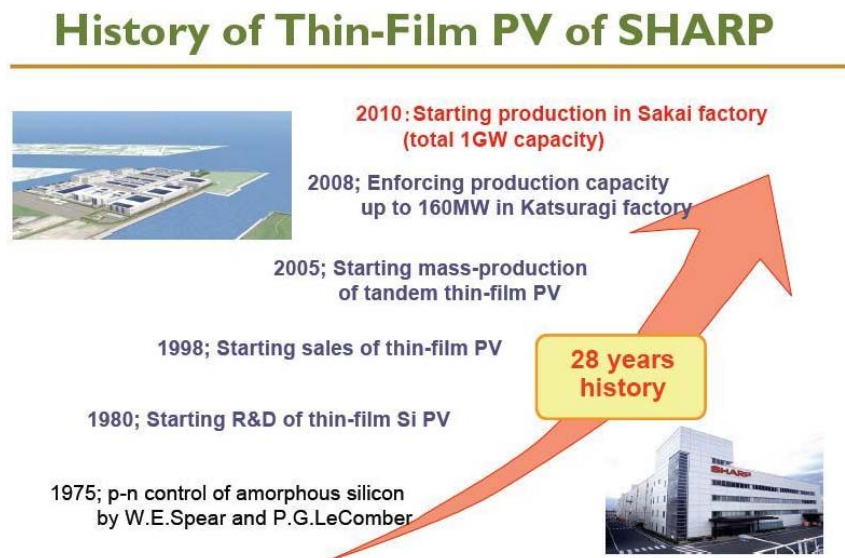 History of Thin-Film PV of SHARP
2010:Starting production in Sakai factory
(total 1GW capacity)
2008; Enforcing production capacity
up to 160MW in Katsuragi factory
2005; Starting mass-production
of tandem thin-film PV
1998; Starting sales of thin-film PV
28 years
history
1980; Starting R&D of thin-film Si PV
SHARP
1975; p-n control of amorphous silicon
by W.E.Spear and P.G.LeComber